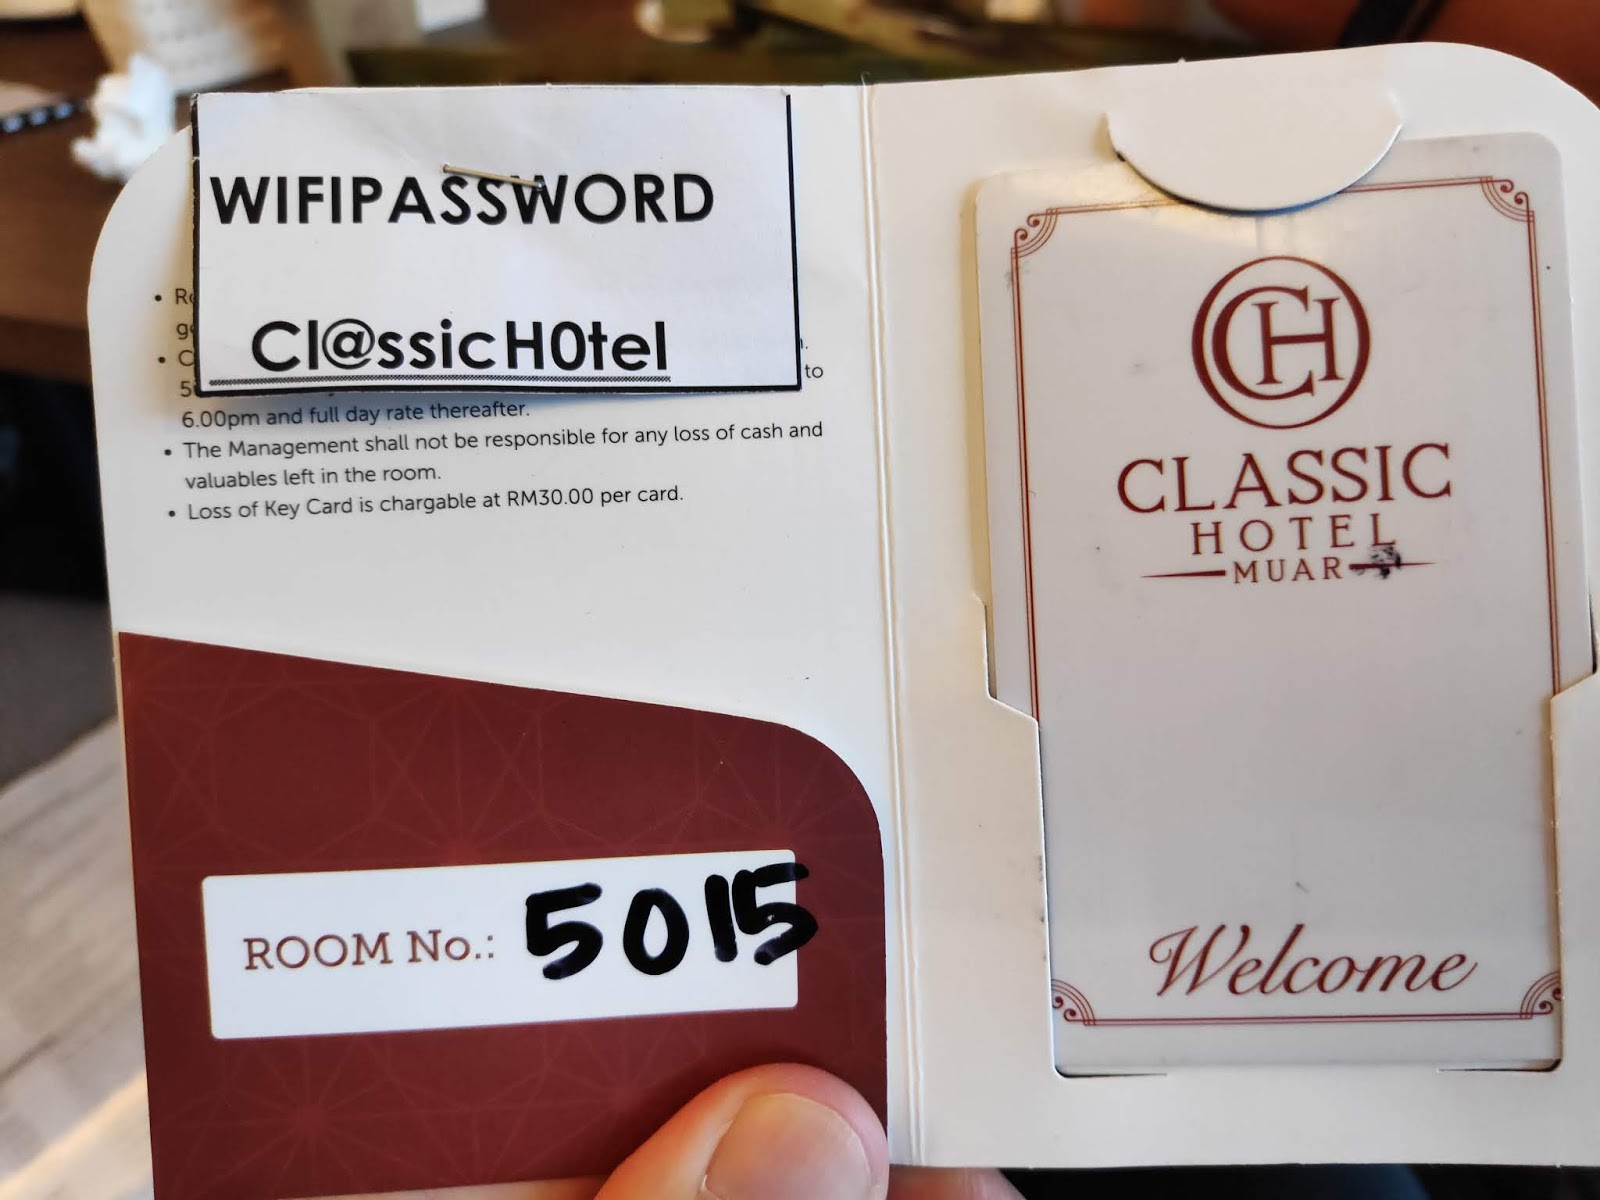 WIFIPASSWORD
Cl@ssicH0tel
to
6.00pm and full day rate thereafter.
• The Management shall not be responsible for any loss of cash and
valuables left in the room.
• Loss of Key Card is chargable at RM30.00 per card.
ROOM No.: 5015
CH
CLASSIC
HOTEL
MUAR
Welcome